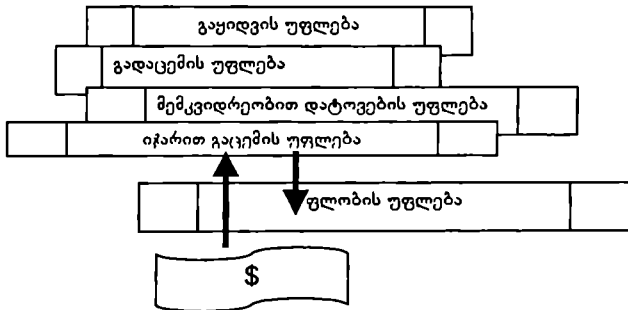 გაყიდვის უფლება
გადაცემის უფლება
მემკვიდრეობით დატოვების უფლება
იჯარით გაცემის უფლება
ფლობის უფლება
$